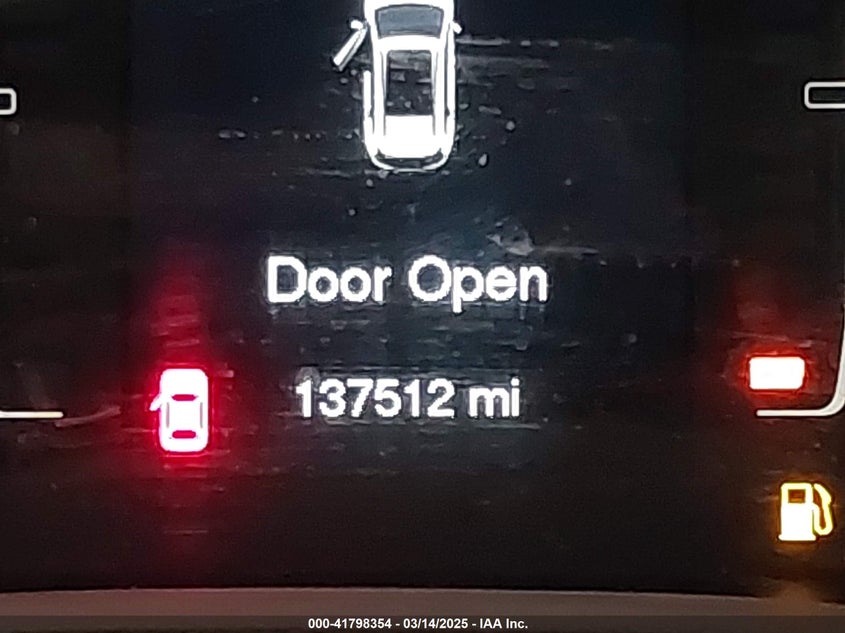 Door Open
137512 mi
000-41798354 - 03/14/2025 - IAA Inc.